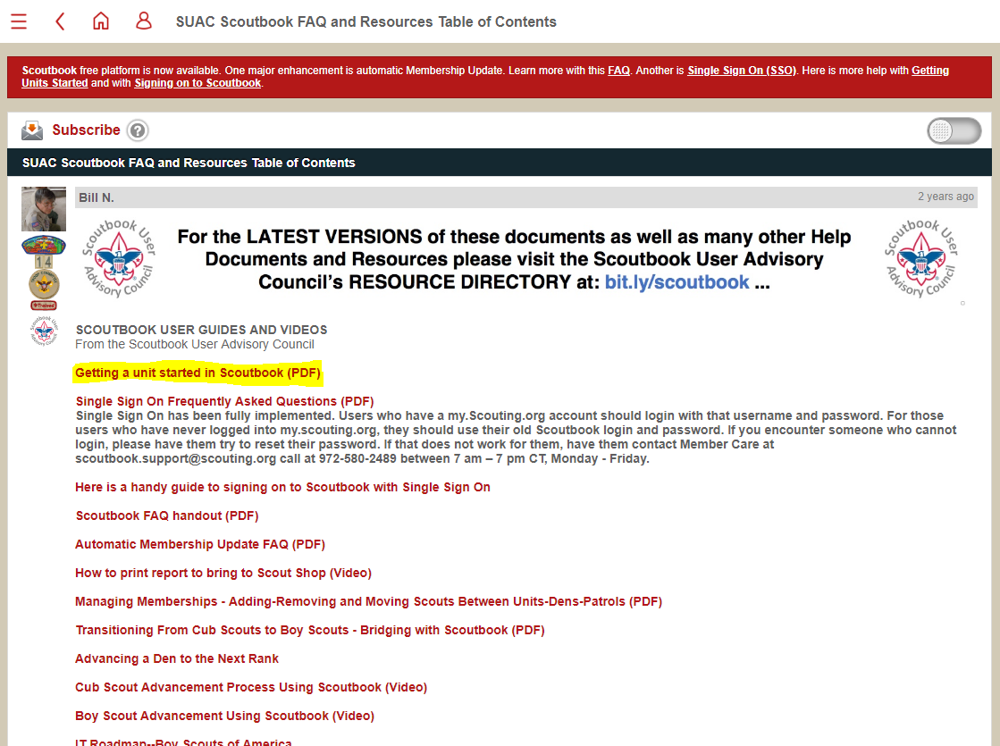 SUAC Scoutbook FAQ and Resources Table of Contents
Scoutbook free platform is now available. One major enhancement is automatic Membership Update. Learn more with this FAQ. Another is Single Sign On (SSO). Here is more help with Getting
Units Started and with Signing on to Scoutbook.
Subscribe ?
SUAC Scoutbook FAQ and Resources Table of Contents
Bill N.
2 years ago
14
Trained
Scoutbook User
Advisory Council
For the LATEST VERSIONS of these documents as well as many other Help
Documents and Resources please visit the Scoutbook User Advisory
Council's RESOURCE DIRECTORY at: bit.ly/scoutbook ...
Scoutbook User
Advisory Council
Scoutbook User
Advisory Council
SCOUTBOOK USER GUIDES AND VIDEOS
From the Scoutbook User Advisory Council
Getting a unit started in Scoutbook (PDF)
Single Sign On Frequently Asked Questions (PDF)
Single Sign On has been fully implemented. Users who have a my.Scouting.org account should login with that username and password. For those
users who have never logged into my.scouting.org, they should use their old Scoutbook login and password. If you encounter someone who cannot
login, please have them try to reset their password. If that does not work for them, have them contact Member Care at
scoutbook.support@scouting.org call at 972-580-2489 between 7 am – 7 pm CT, Monday - Friday.
Here is a handy guide to signing on to Scoutbook with Single Sign On
Scoutbook FAQ handout (PDF)
Automatic Membership Update FAQ (PDF)
How to print report to bring to Scout Shop (Video)
Managing Memberships - Adding-Removing and Moving Scouts Between Units-Dens-Patrols (PDF)
Transitioning From Cub Scouts to Boy Scouts - Bridging with Scoutbook (PDF)
Advancing a Den to the Next Rank
Cub Scout Advancement Process Using Scoutbook (Video)
Boy Scout Advancement Using Scoutbook (Video)
IT Roadmap--Boy Scouts of America